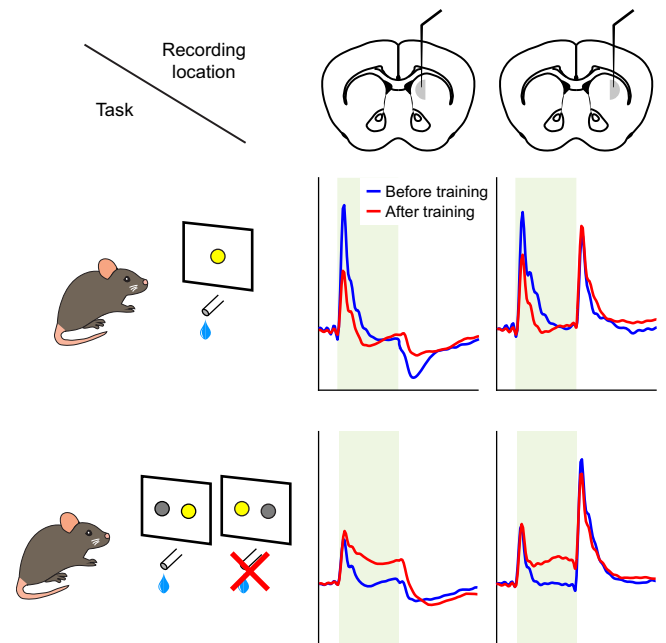 Recording
location
Task
Before training
After training